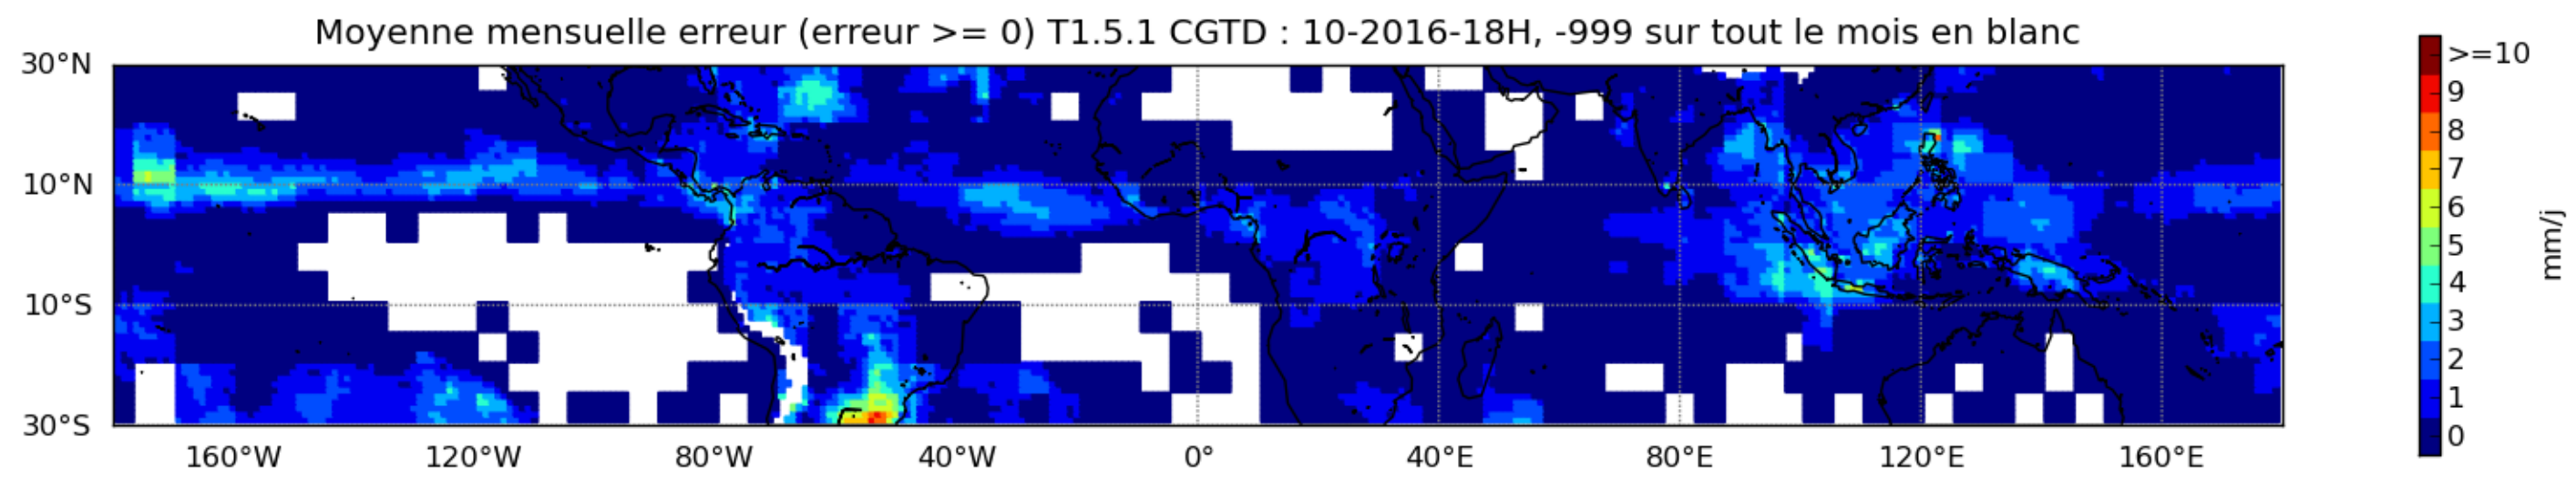 Moyenne mensuelle erreur (erreur >= 0) T1.5.1 CGTD : 10-2016-18H, -999 sur tout le mois en blanc
30°N
10°N
10°S
30°S
160°W 120°W 80°W 40°W 0° 40°E 80°E 120°E 160°E
>=10
9
8
7
6
5
4
3
2
1
0
mm/j